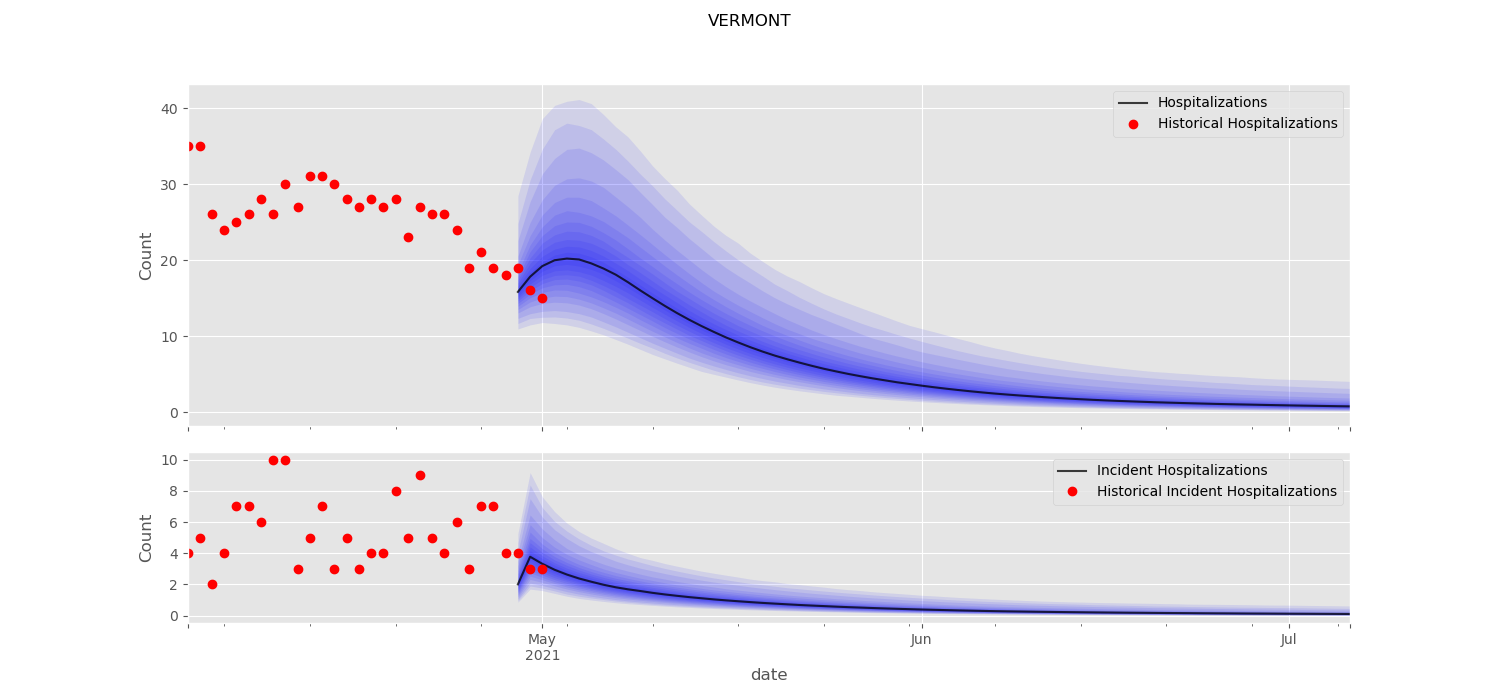 VERMONT
Hospitalizations
Historical Hospitalizations
Count
40
30
20
10
0
Incident Hospitalizations
Historical Incident Hospitalizations
Count
10
8
6
4
2
0
May
2021
Jun
Jul
date